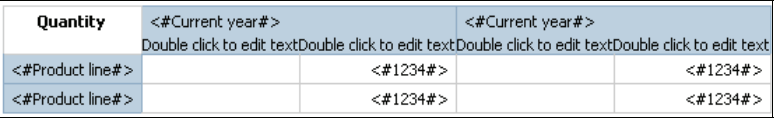 Quantity <#Current year#> <#Current year#>
Double click to edit text Double click to edit text Double click to edit text Double click to edit text
<#Product line#> <#1234#> <#1234#>
<#Product line#> <#1234#> <#1234#>